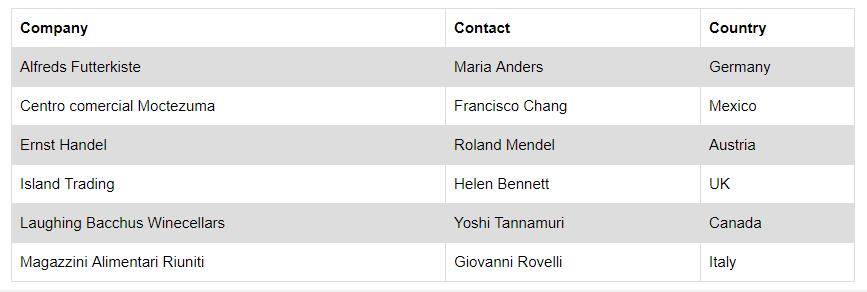 Company Contact Country
Alfreds Futterkiste Maria Anders Germany
Centro comercial Moctezuma Francisco Chang Mexico
Ernst Handel Roland Mendel Austria
Island Trading Helen Bennett UK
Laughing Bacchus Winecellars Yoshi Tannamuri Canada
Magazzini Alimentari Riuniti Giovanni Rovelli Italy